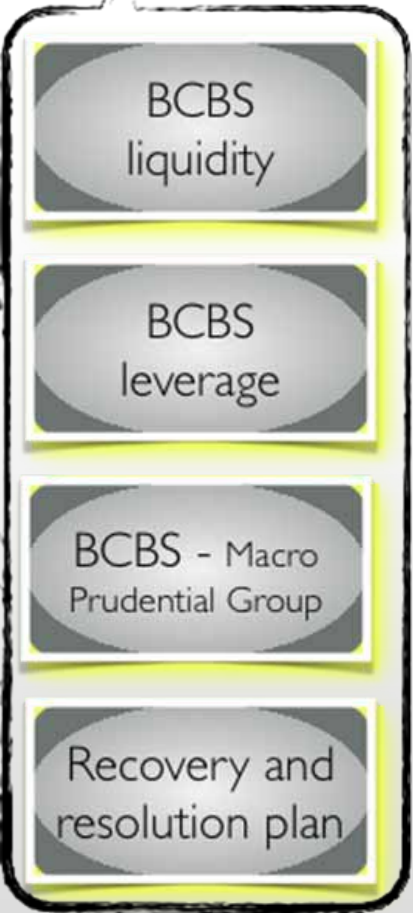 BCBS
liquidity
BCBS
leverage
BCBS - Macro
Prudential Group
Recovery and
resolution plan